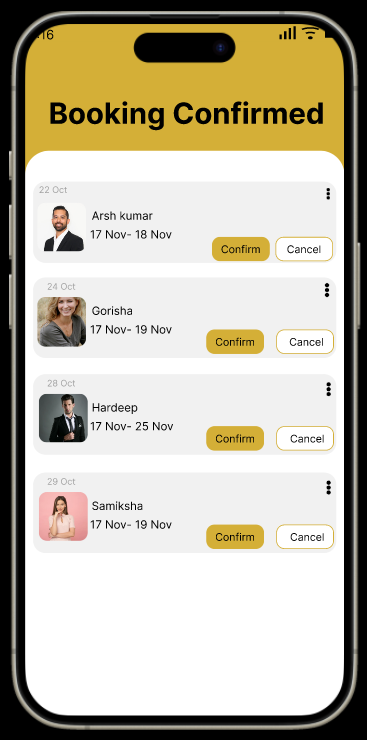 Booking Confirmed
22 Oct
Arsh kumar
17 Nov- 18 Nov
Confirm Cancel
24 Oct
Gorisha
17 Nov- 19 Nov
Confirm Cancel
28 Oct
Hardeep
17 Nov- 25 Nov
Confirm Cancel
29 Oct
Samiksha
17 Nov- 19 Nov
Confirm Cancel